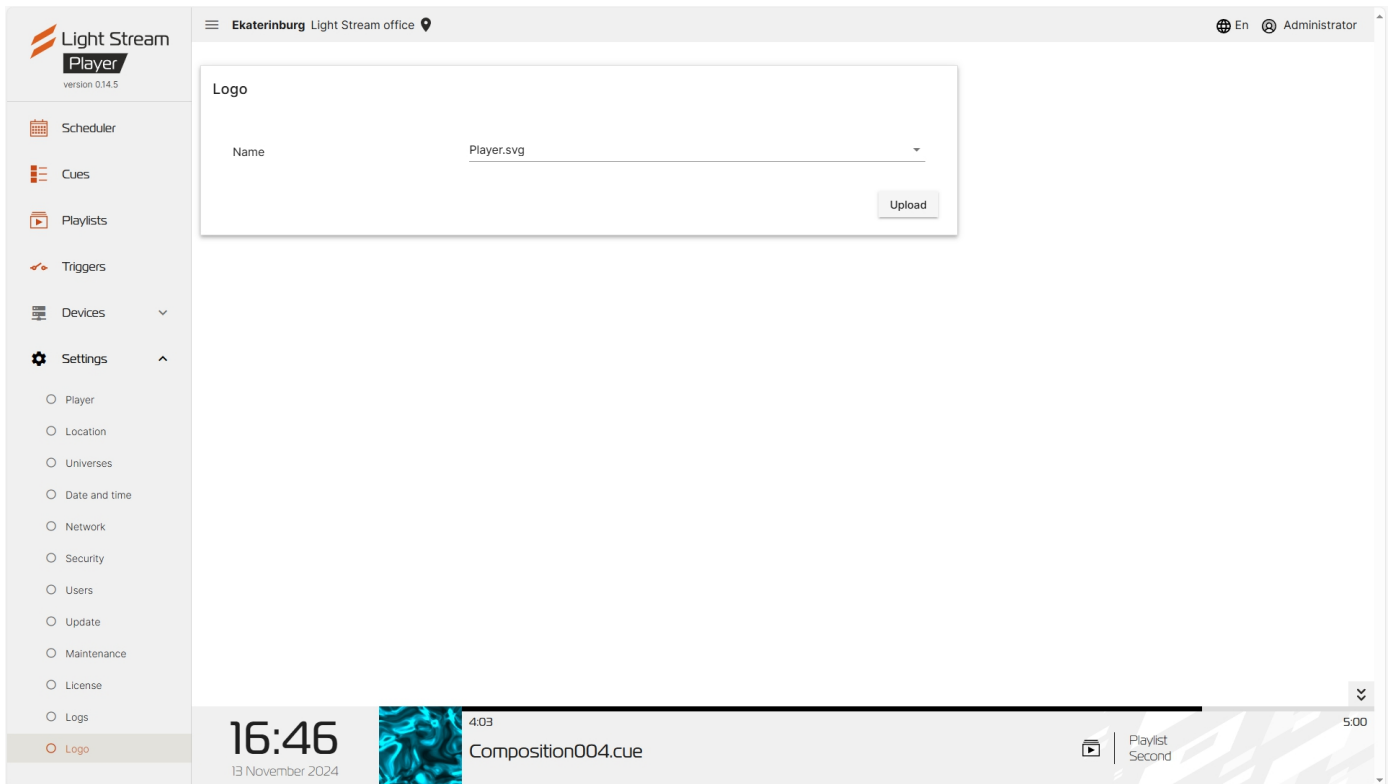 Light Stream
Player
version 0.14.5
Ekaterinburg Light Stream office
En Administrator
Scheduler
Cues
Playlists
Triggers
Devices
Settings
Player
Location
Universes
Date and time
Network
Security
Users
Update
Maintenance
License
Logs
Logo
Logo
Name Player.svg
Upload
16:46
13 November 2024
4:03 5:00
Composition004.cue
Playlist
Second